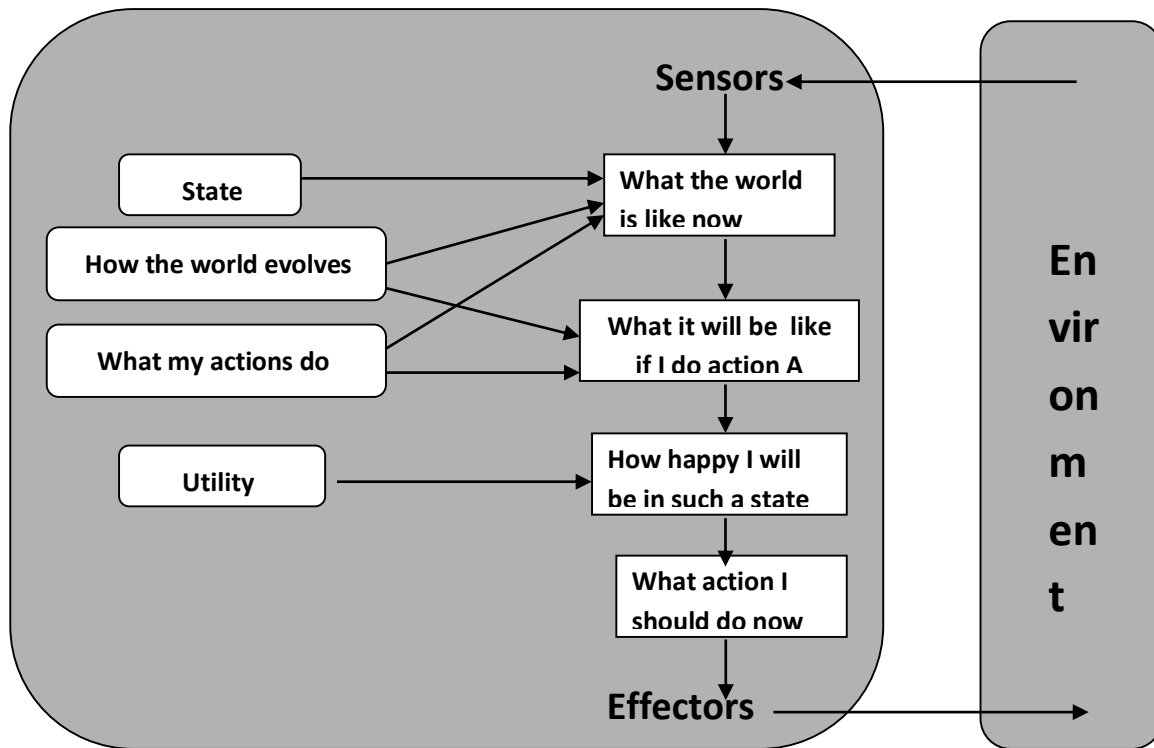 Sensors
State
What the world
is like now
How the world evolves
What it will be like
if I do action A
What my actions do
How happy I will
be in such a state
Utility
What action I
should do now
Effectors
En
vir
on
m
en
t